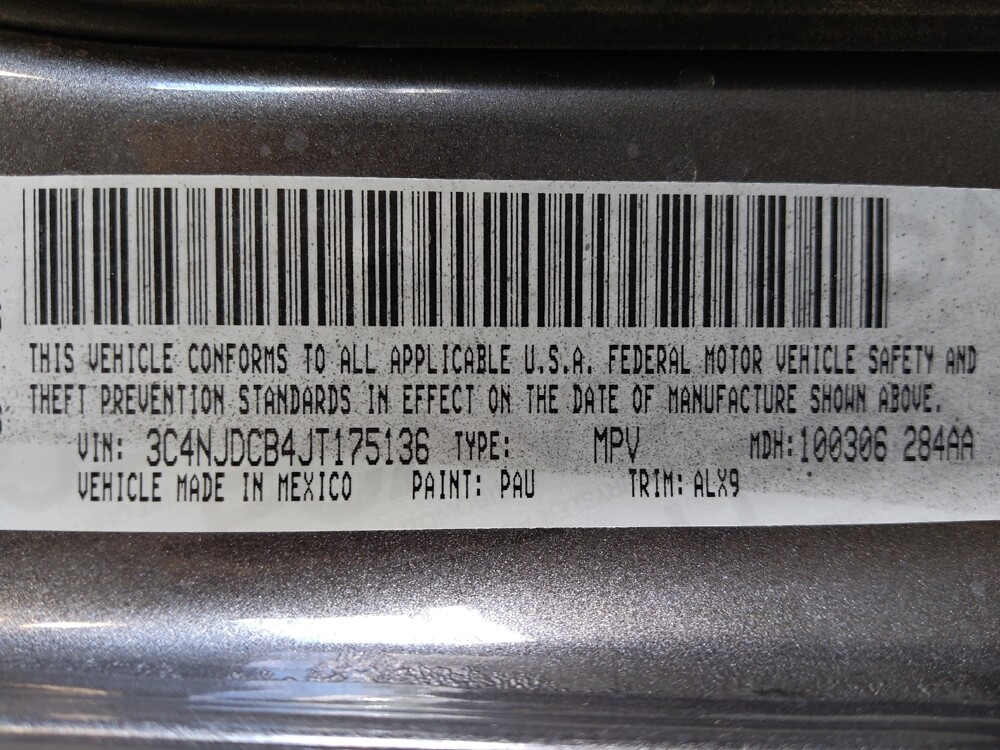 THIS VEHICLE CONFORMS TO ALL APPLICABLE U.S.A. FEDERAL MOTOR VEHICLE SAFETY AND
THEFT PREVENTION STANDARDS IN EFFECT ON THE DATE OF MANUFACTURE SHOWN ABOVE.
VIN: 3C4NJDCB4JT175136 TYPE: MPV MDH:100306 284AA
VEHICLE MADE IN MEXICO PAINT: PAU TRIM: ALX9